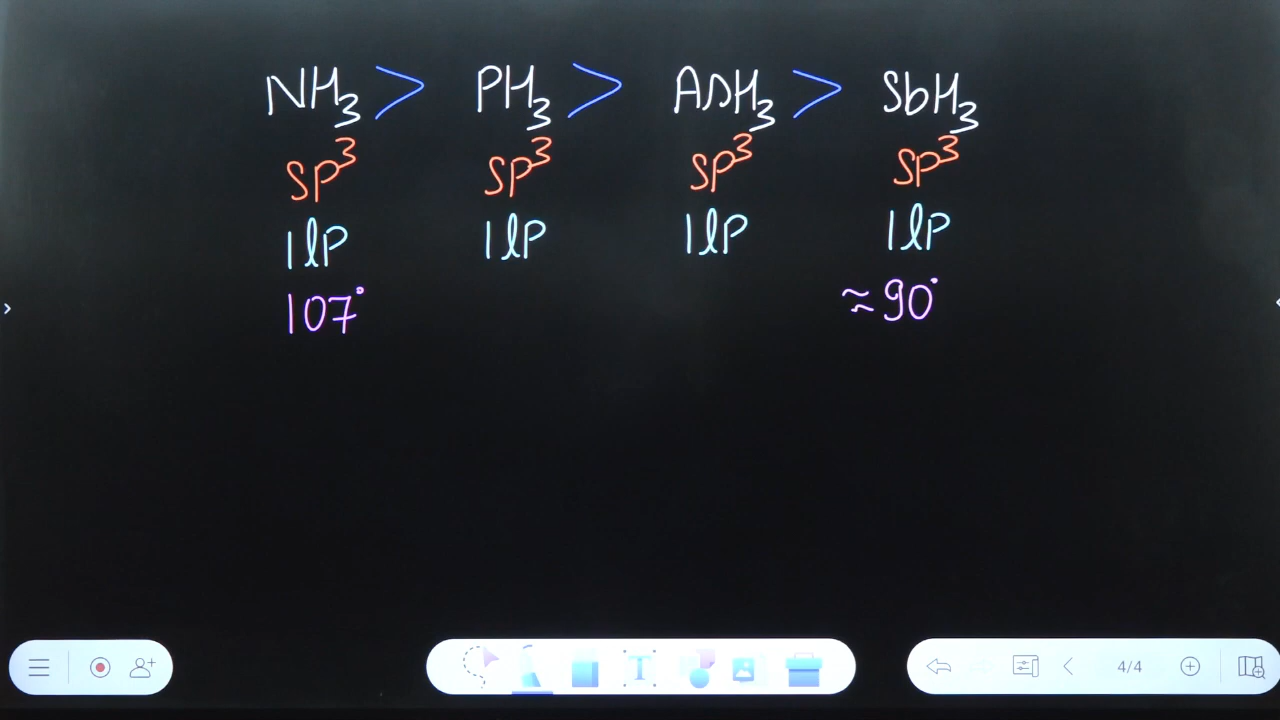 NH3 > PH3 > AsH3 > SbH3
sp3 sp3 sp3 sp3
1lp 1lp 1lp 1lp
107° ≈90°
T
4/4